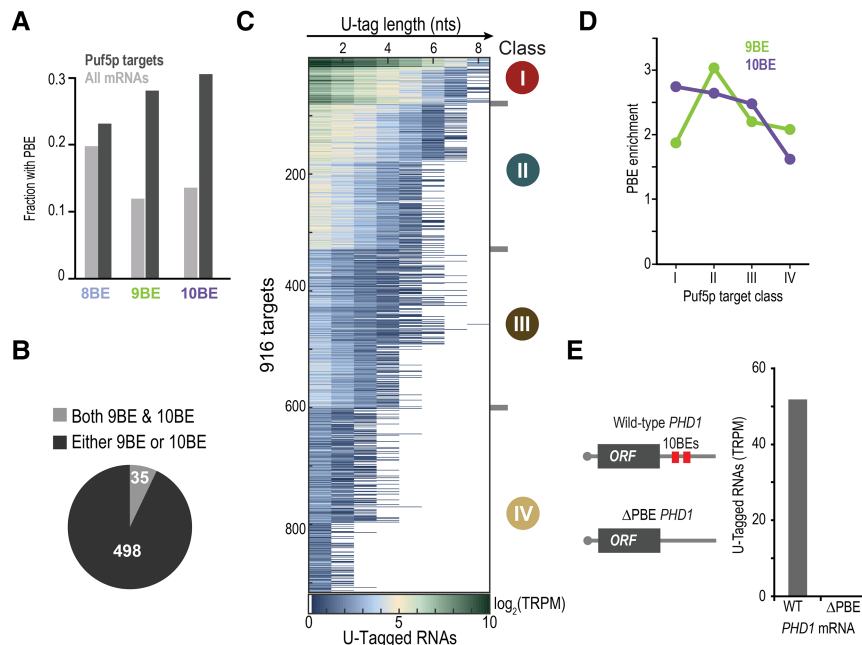 A
Puf5p targets
All mRNAs
Fraction with PBE
0.3
0.2
0.1
0
8BE
9BE
10BE
B
Both 9BE & 10BE
Either 9BE or 10BE
35
498
C
U-tag length (nts)
2 4 6 8
Class
916 targets
200
400
600
800
I
II
III
IV
log2(TRPM)
0 5 10
U-Tagged RNAs
D
9BE
10BE
PBE enrichment
3
2
1
0
I II III IV
Puf5p target class
E
Wild-type PHD1
10BEs
ORF
ΔPBE PHD1
ORF
U-Tagged RNAs (TRPM)
60
40
20
0
WT ΔPBE
PHD1 mRNA